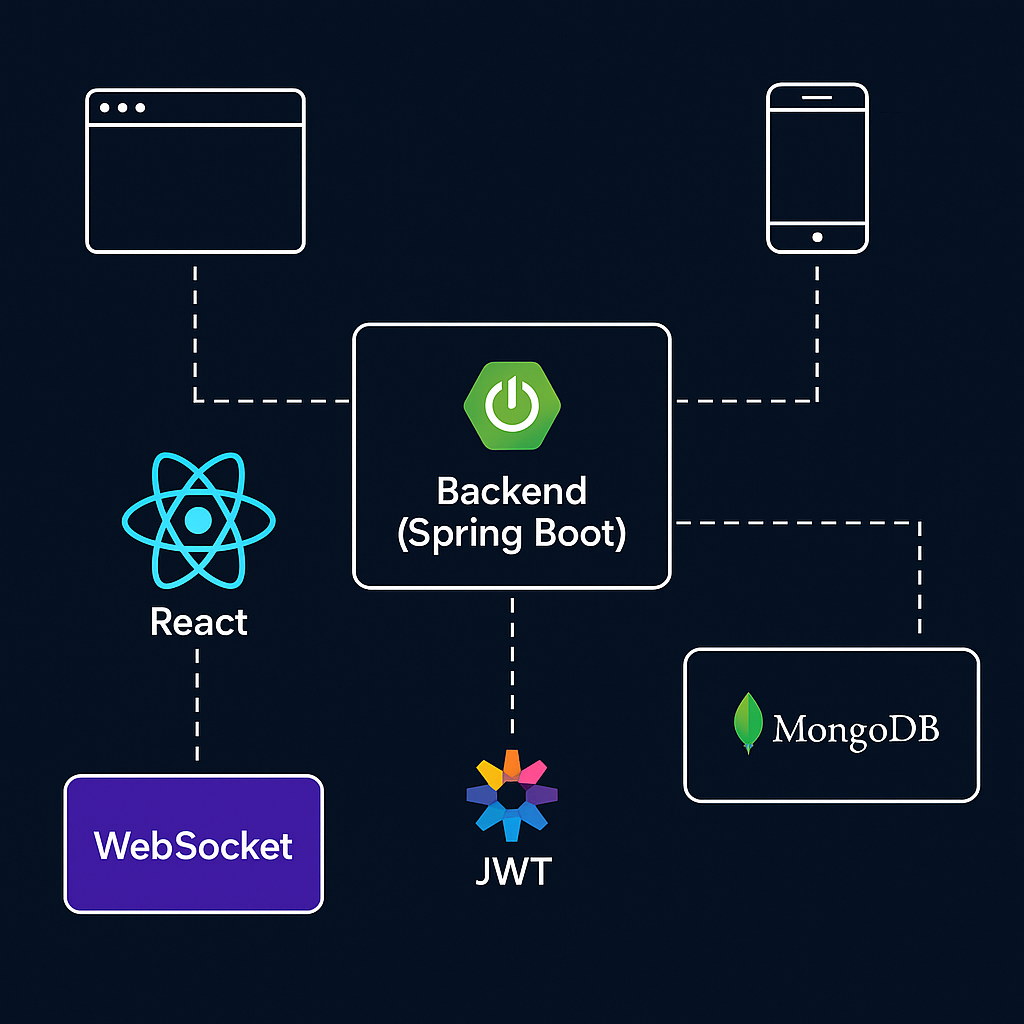 Backend
(Spring Boot)
React
MongoDB
WebSocket
JWT